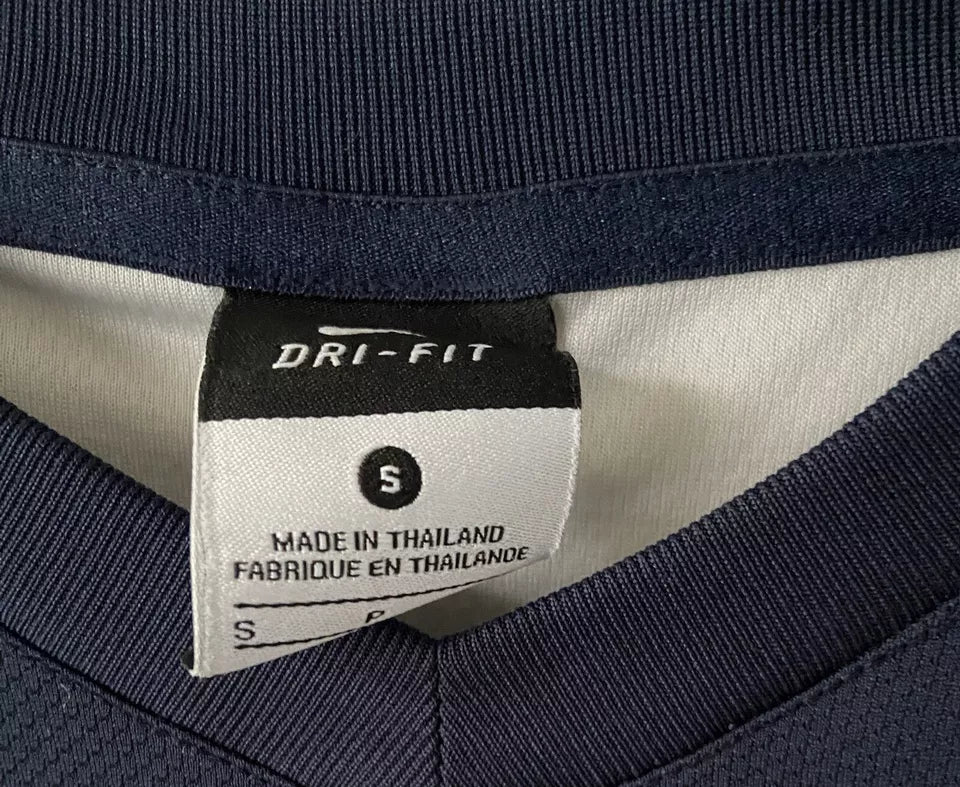 DRI-FIT
S
MADE IN THAILAND
FABRIQUE EN THAILANDE
S P